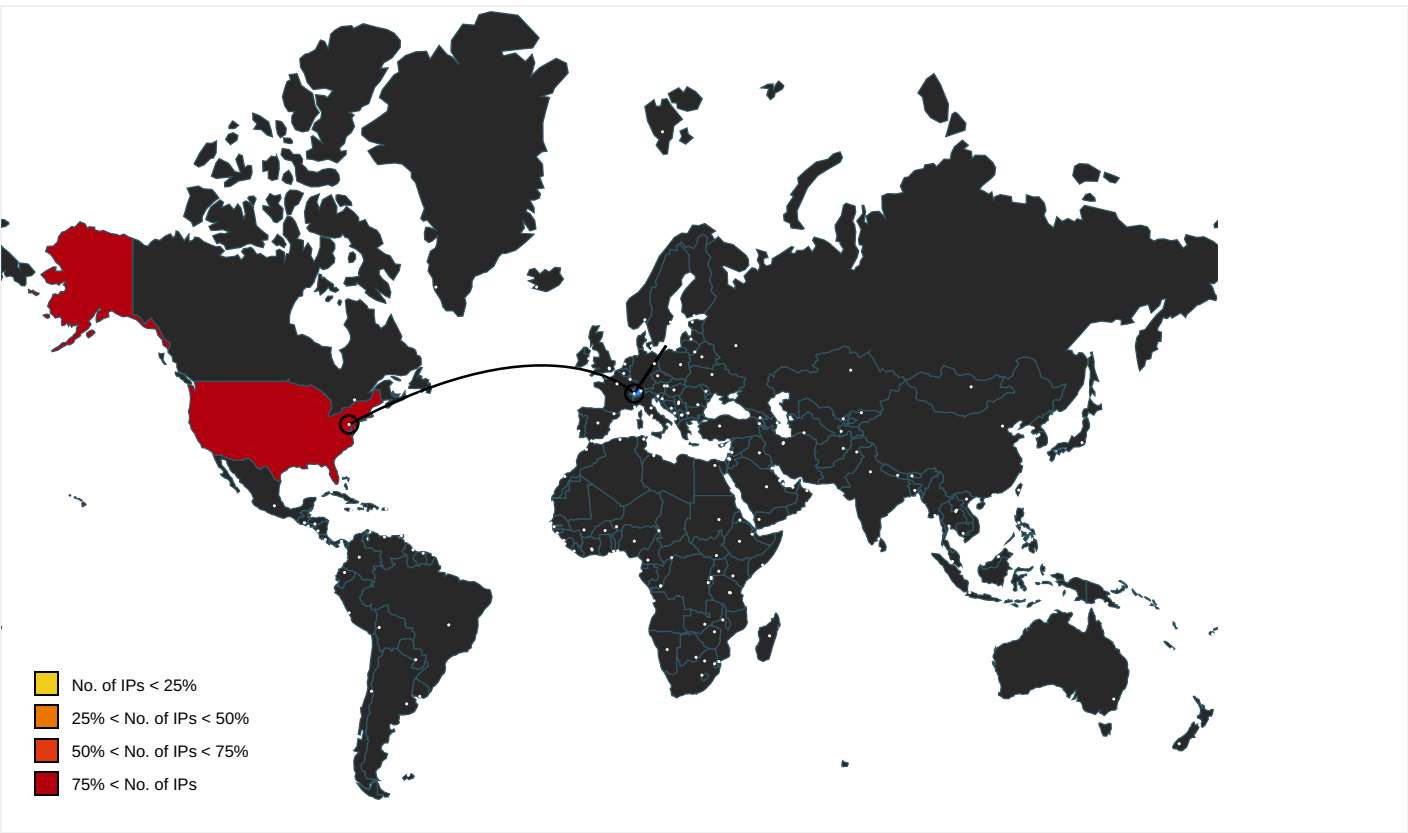 No. of IPs < 25%
25% < No. of IPs < 50%
50% < No. of IPs < 75%
75% < No. of IPs